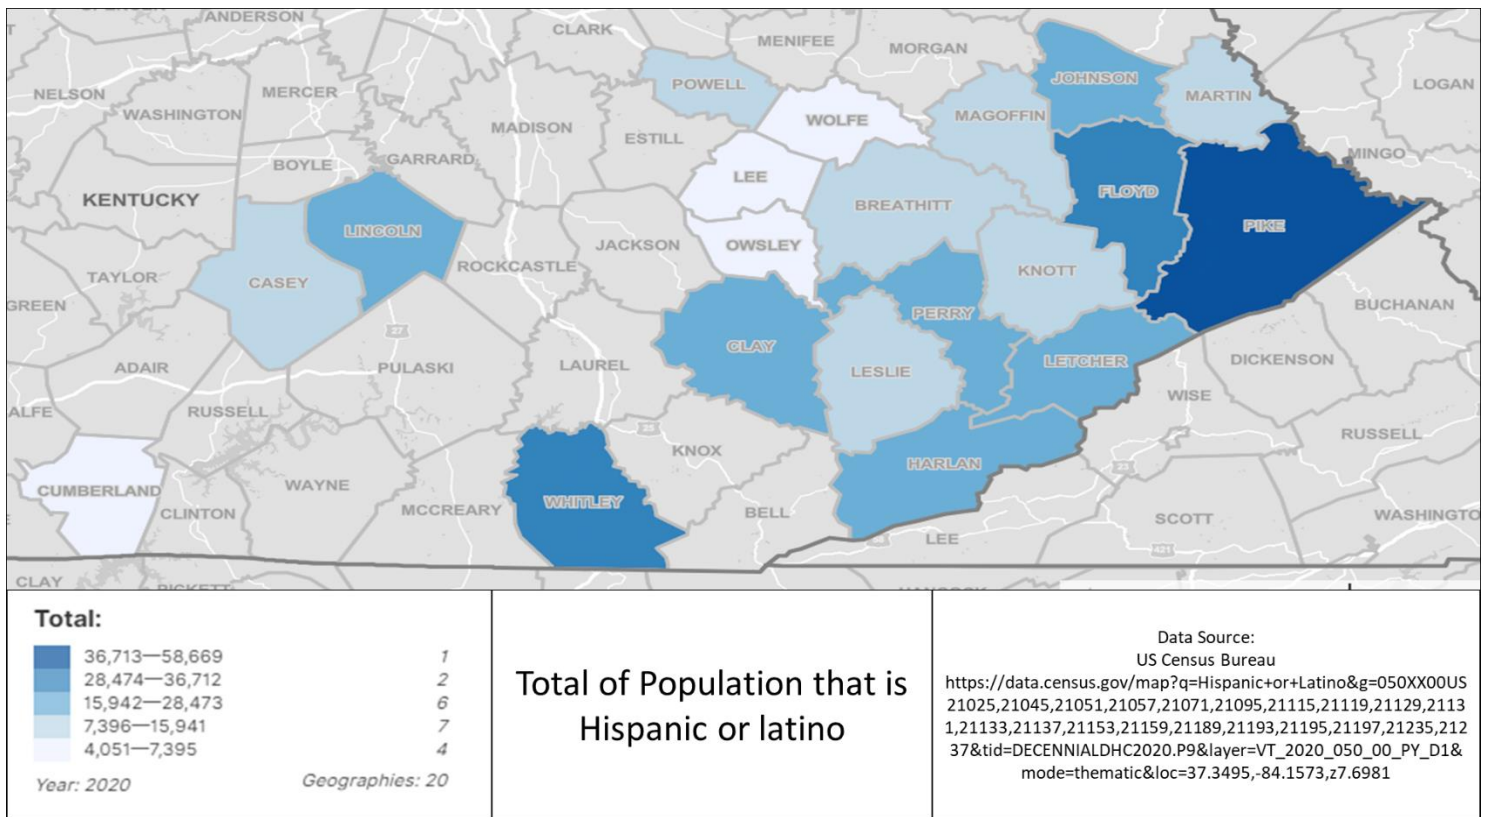 ANDERSON
CLARK
MENIFEE
MORGAN
NELSON
MERCER
POWELL
JOHNSON
LOGAN
WASHINGTON
MARTIN
MADISON
WOLFE
MAGOFFIN
ESTILL
BOYLE
GARRARD
MINGO
KENTUCKY
LEE
FLOYD
BREATHITT
PIKE
LINCOLN
JACKSON
OWSLEY
TAYLOR
CASEY
ROCKCASTLE
KNOTT
GREEN
BUCHANAN
27
PERRY
CLAY
LETCHER
DICKENSON
ADAIR
PULASKI
LAUREL
LESLIE
WISE
ALFE
RUSSELL
25
KNOX
RUSSELL
23
HARLAN
CUMBERLAND
WAYNE
WHITLEY
CLINTON
MCCREARY
BELL
SCOTT
WASHINGTO
LEE
421
CLAY
PICKETT
HANCOCK
Total:
36,713—58,669 1
28,474—36,712 2
15,942—28,473 6
7,396—15,941 7
4,051—7,395 4
Year: 2020 Geographies: 20
Total of Population that is
Hispanic or latino
Data Source:
US Census Bureau
https://data.census.gov/map?q=Hispanic+or+Latino&g=050XX00US
21025,21045,21051,21057,21071,21095,21115,21119,21129,2113
1,21133,21137,21153,21159,21189,21193,21195,21197,21235,212
37&tid=DECENNIALDHC2020.P9&layer=VT_2020_050_00_PY_D1&
mode=thematic&loc=37.3495,-84.1573,z7.6981